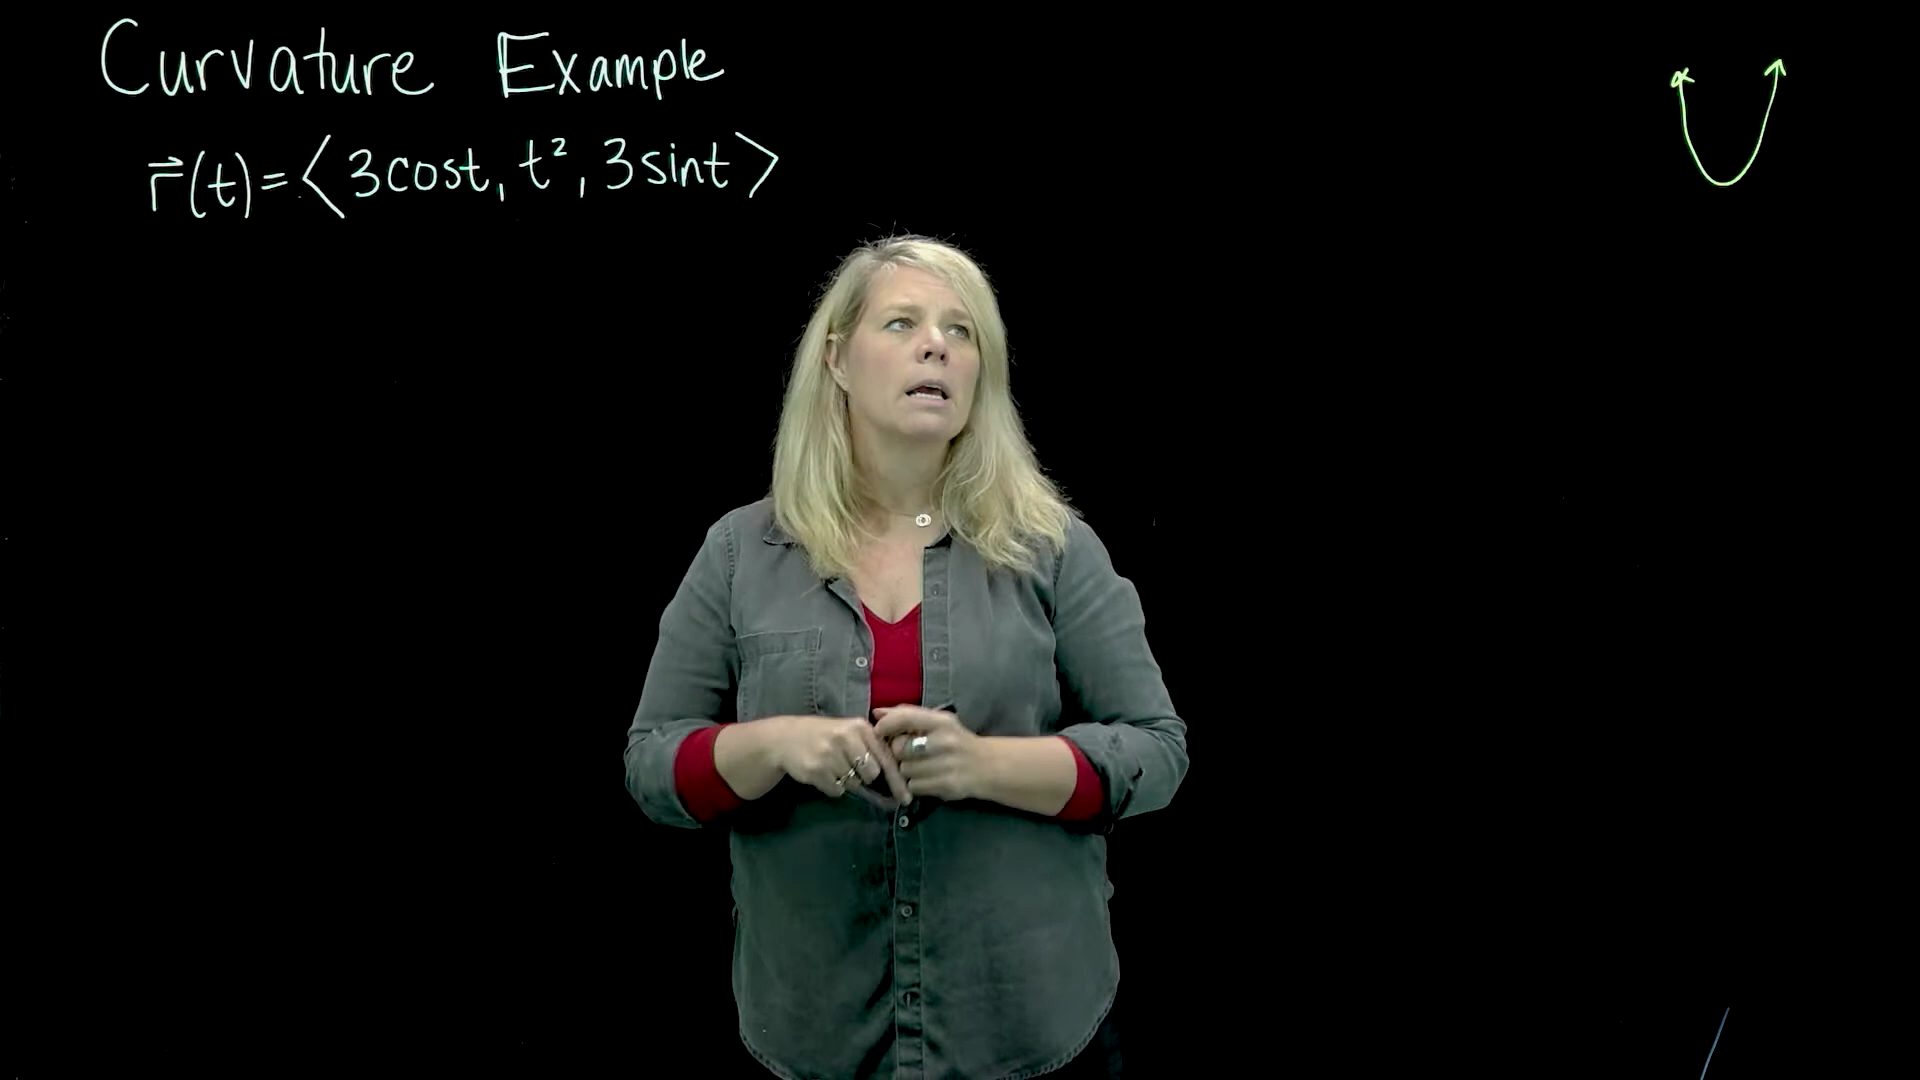 Curvature Example
r⃗(t)=⟨3cost, t², 3sint⟩